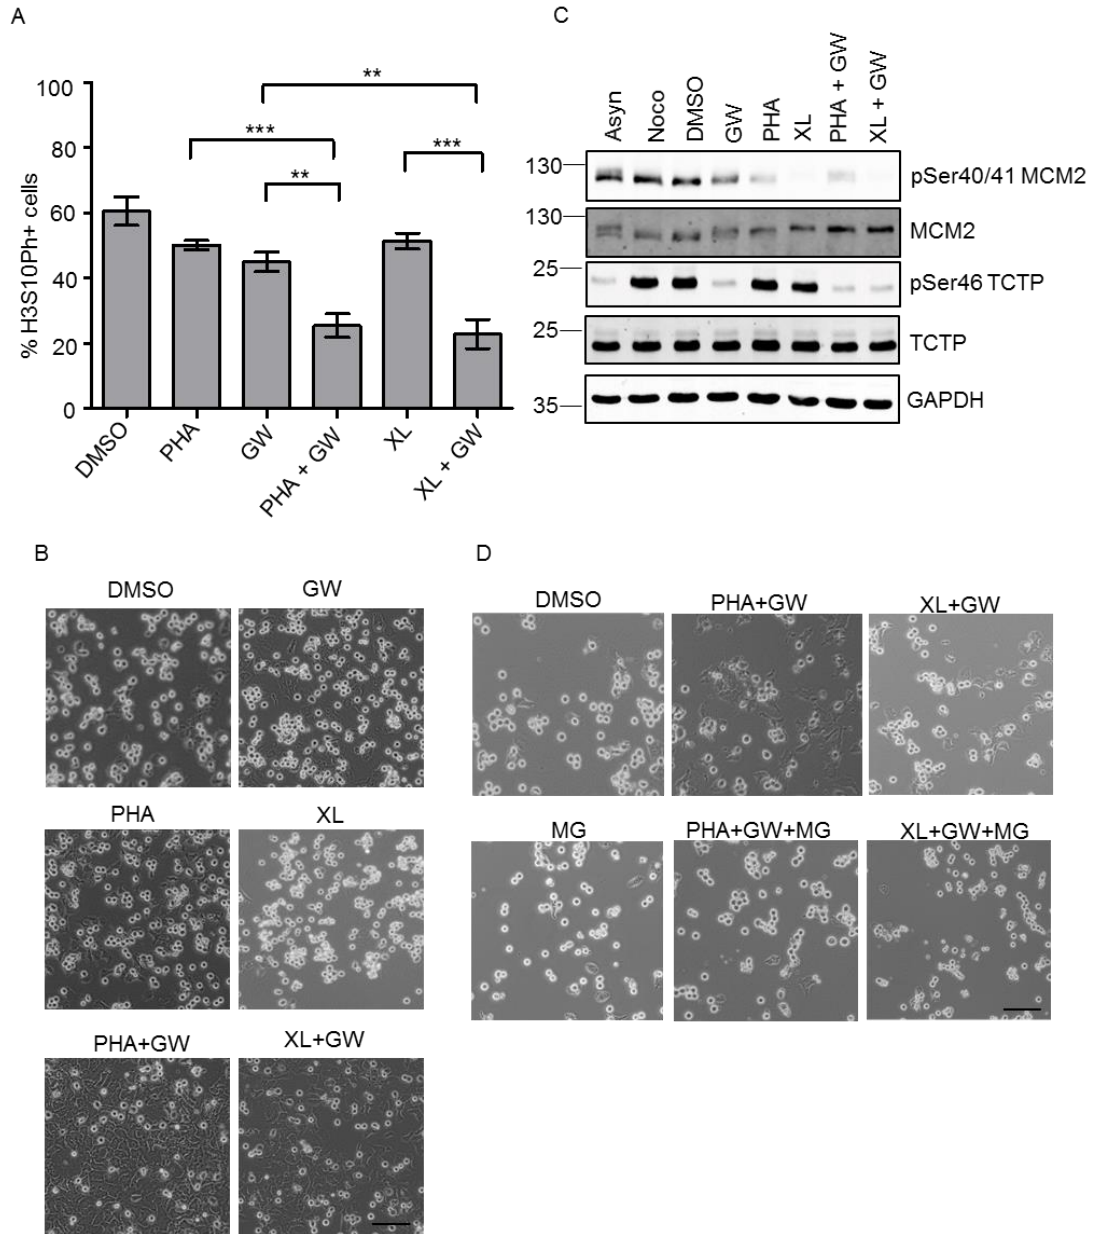 A
% H3S10Ph+ cells
100
80
60
40
20
0
**
***
***
**
DMSO
PHA
GW
PHA + GW
XL
XL + GW
C
Asyn
Noco
DMSO
GW
PHA
XL
PHA + GW
XL + GW
130
pSer40/41 MCM2
130
MCM2
25
pSer46 TCTP
25
TCTP
35
GAPDH
B
DMSO
GW
PHA
XL
PHA+GW
XL+GW
D
DMSO
PHA+GW
XL+GW
MG
PHA+GW+MG
XL+GW+MG